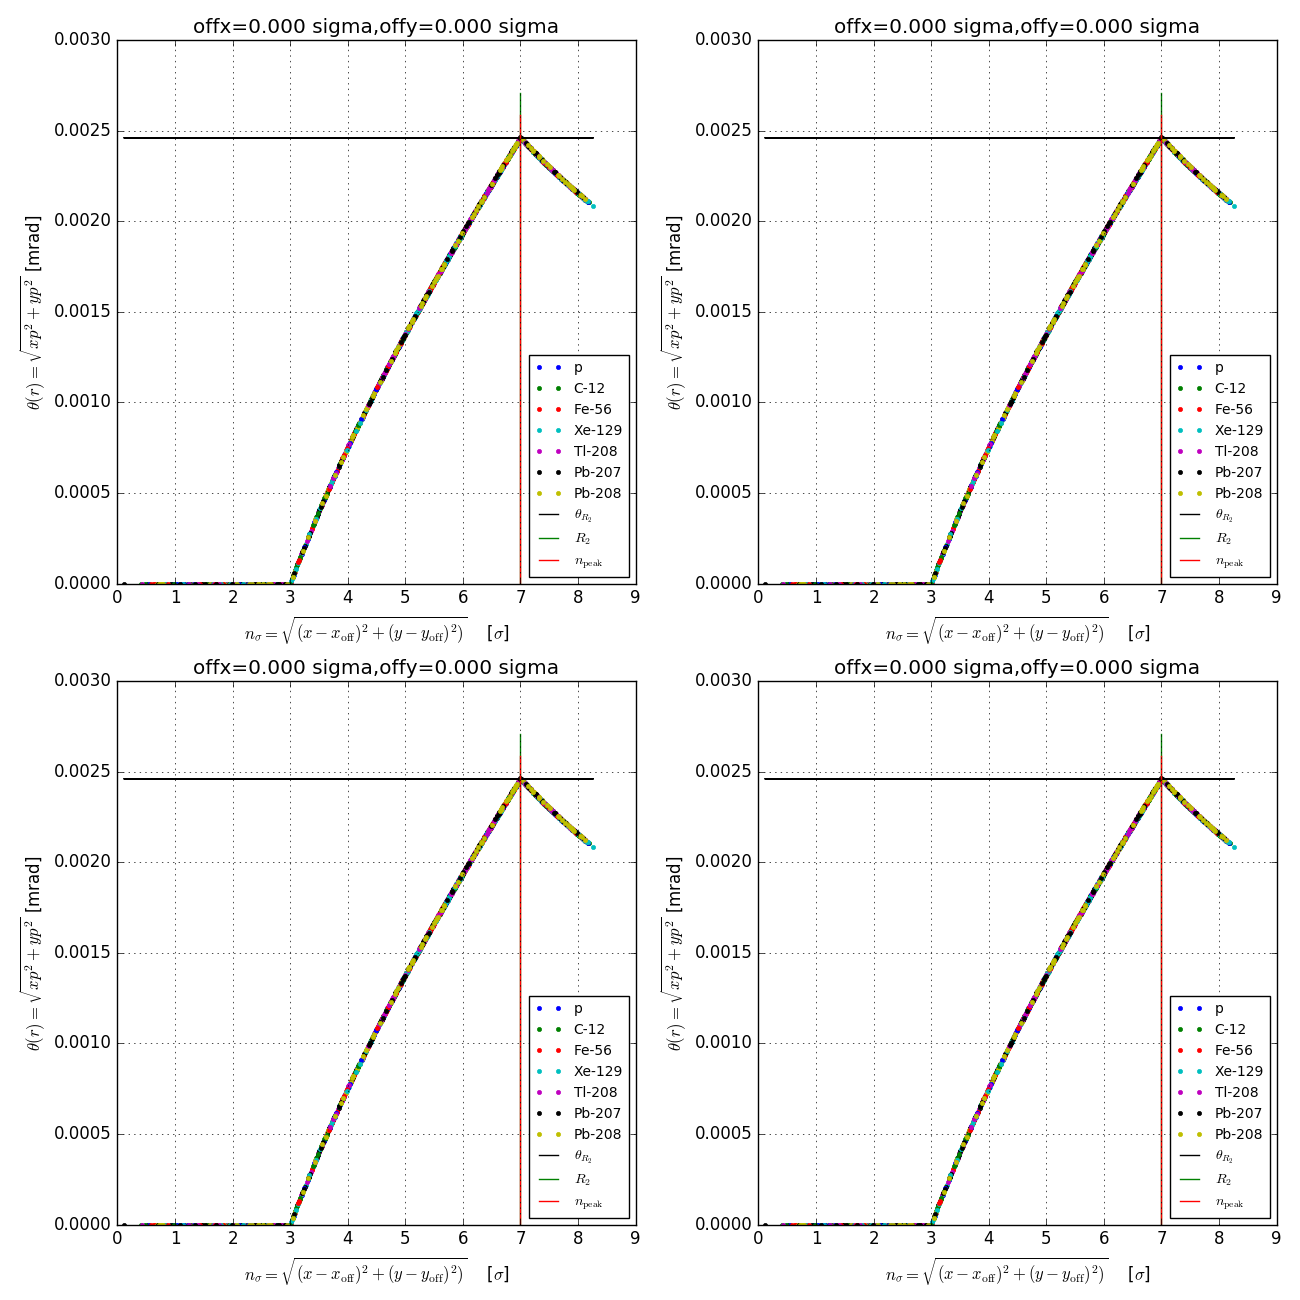 offx=0.000 sigma,offy=0.000 sigma
0.0030
0.0025
0.0020
0.0015
0.0010
0.0005
0.0000
θ(r) = √xp² + yp² [mrad]
p
C-12
Fe-56
Xe-129
Tl-208
Pb-207
Pb-208
θ_R₂
R₂
n_peak
0 1 2 3 4 5 6 7 8 9
n_σ = √(x − x_off)² + (y − y_off)²) [σ]
offx=0.000 sigma,offy=0.000 sigma
0.0030
0.0025
0.0020
0.0015
0.0010
0.0005
0.0000
θ(r) = √xp² + yp² [mrad]
p
C-12
Fe-56
Xe-129
Tl-208
Pb-207
Pb-208
θ_R₂
R₂
n_peak
0 1 2 3 4 5 6 7 8 9
n_σ = √(x − x_off)² + (y − y_off)²) [σ]
offx=0.000 sigma,offy=0.000 sigma
0.0030
0.0025
0.0020
0.0015
0.0010
0.0005
0.0000
θ(r) = √xp² + yp² [mrad]
p
C-12
Fe-56
Xe-129
Tl-208
Pb-207
Pb-208
θ_R₂
R₂
n_peak
0 1 2 3 4 5 6 7 8 9
n_σ = √(x − x_off)² + (y − y_off)²) [σ]
offx=0.000 sigma,offy=0.000 sigma
0.0030
0.0025
0.0020
0.0015
0.0010
0.0005
0.0000
θ(r) = √xp² + yp² [mrad]
p
C-12
Fe-56
Xe-129
Tl-208
Pb-207
Pb-208
θ_R₂
R₂
n_peak
0 1 2 3 4 5 6 7 8 9
n_σ = √(x − x_off)² + (y − y_off)²) [σ]